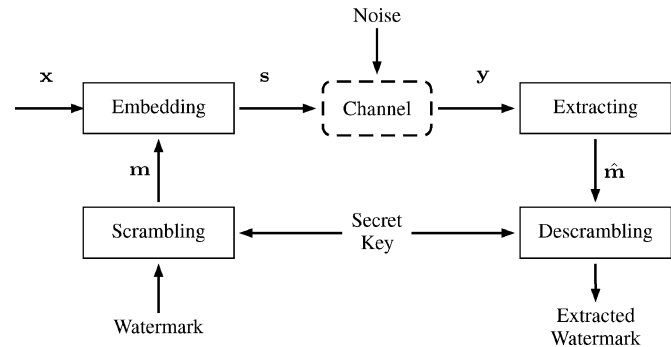 Noise
x
s
y
Embedding
Channel
Extracting
m
m̂
Scrambling
Secret
Key
Descrambling
Watermark
Extracted
Watermark